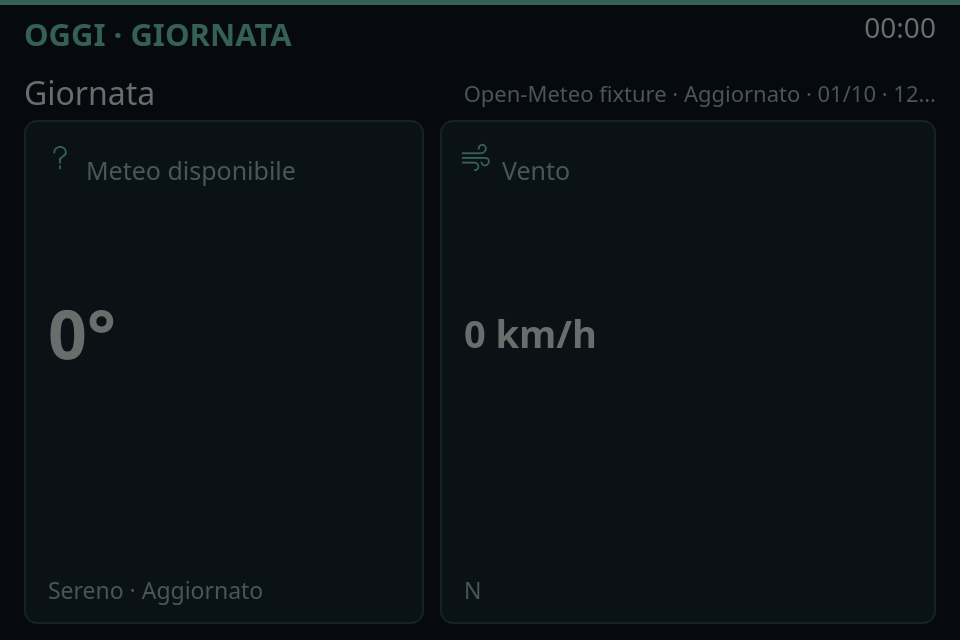 OGGI · GIORNATA
00:00
Giornata
Open-Meteo fixture · Aggiornato · 01/10 · 12…
Meteo disponibile
Vento
0°
0 km/h
Sereno · Aggiornato
N